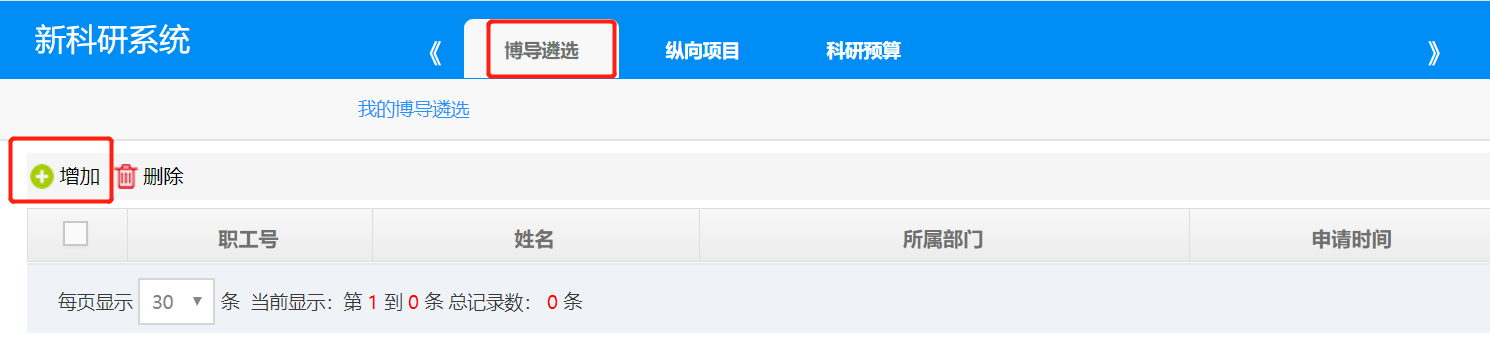 新科研系统
《 博导遴选 纵向项目 科研预算 》
我的博导遴选
增加 删除
职工号 姓名 所属部门 申请时间
每页显示 30 条 当前显示：第 1 到 0 条 总记录数： 0 条